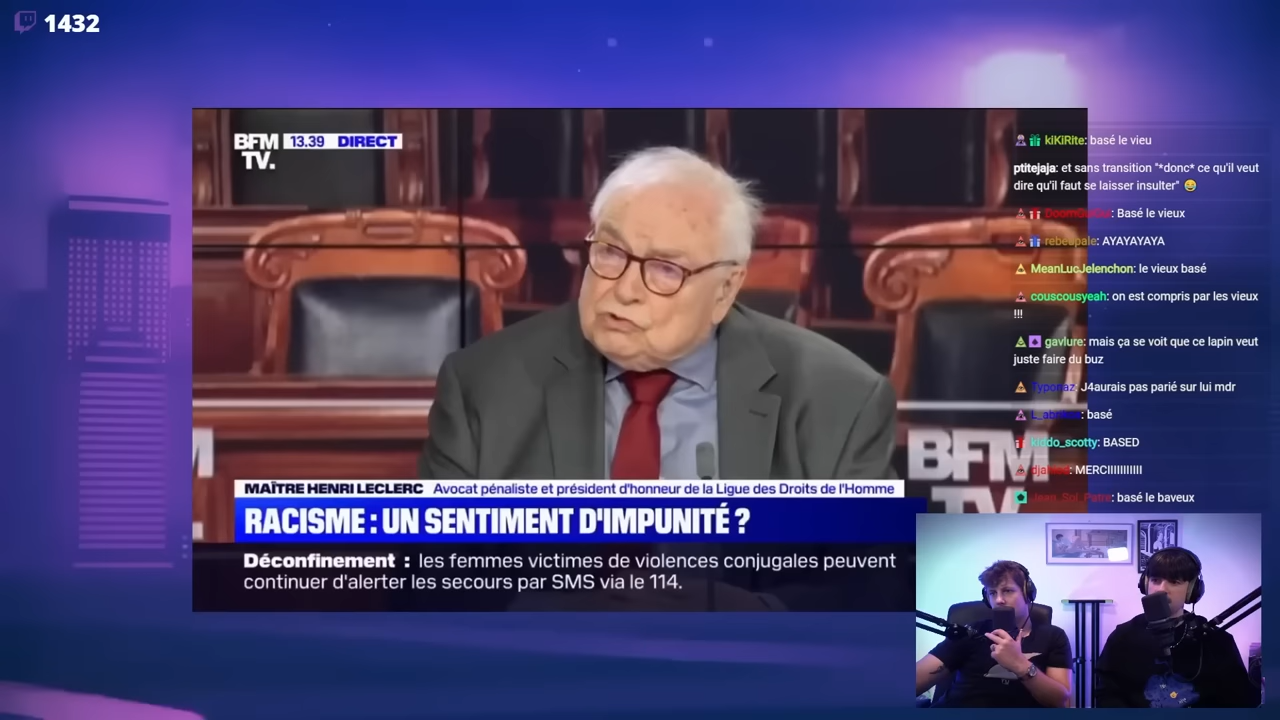 1432
BFM
TV.
13.39 DIRECT
kiKiRite: basé le vieu
ptitejaja: et sans transition "*donc* ce qu'il veut
dire qu'il faut se laisser insulter" 😂
Basé le vieux
rebeupale: AYAYAYAYA
MeanLucJelenchon: le vieux basé
couscousyeah: on est compris par les vieux
!!!
gavlure: mais ça se voit que ce lapin veut
juste faire du buz
J4aurais pas parié sur lui mdr
: basé
kiddo_scotty: BASED
: MERCIIIIIIIIIII
: basé le baveux
BFM
TV
MAÎTRE HENRI LECLERC Avocat pénaliste et président d'honneur de la Ligue des Droits de l'Homme
RACISME : UN SENTIMENT D'IMPUNITÉ ?
Déconfinement : les femmes victimes de violences conjugales peuvent
continuer d'alerter les secours par SMS via le 114.